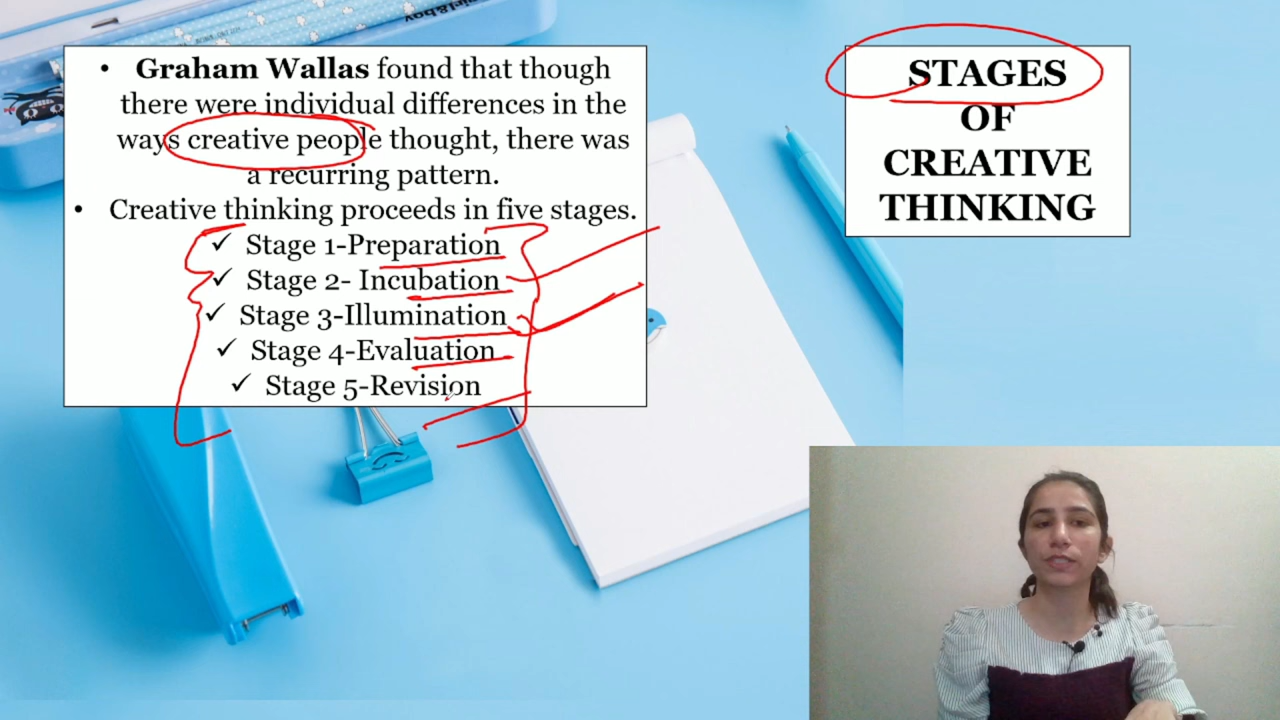 • Graham Wallas found that though
there were individual differences in the
ways creative people thought, there was
a recurring pattern.
• Creative thinking proceeds in five stages.
✓ Stage 1-Preparation
✓ Stage 2- Incubation
✓ Stage 3-Illumination
✓ Stage 4-Evaluation
✓ Stage 5-Revision
STAGES
OF
CREATIVE
THINKING